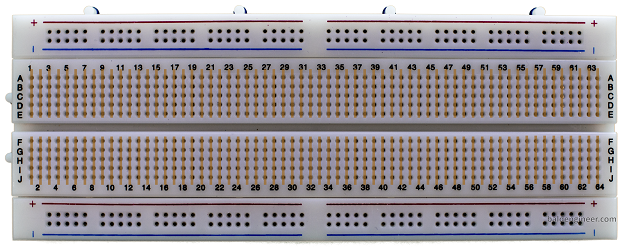 + +
− −
1 3 5 7 9 11 13 15 17 19 21 23 25 27 29 31 33 35 37 39 41 43 45 47 49 51 53 55 57 59 61 63
A A
B B
C C
D D
E E
F F
G G
H H
I I
J J
2 4 6 8 10 12 14 16 18 20 22 24 26 28 30 32 34 36 38 40 42 44 46 48 50 52 54 56 58 60 62 64
+ +
− −